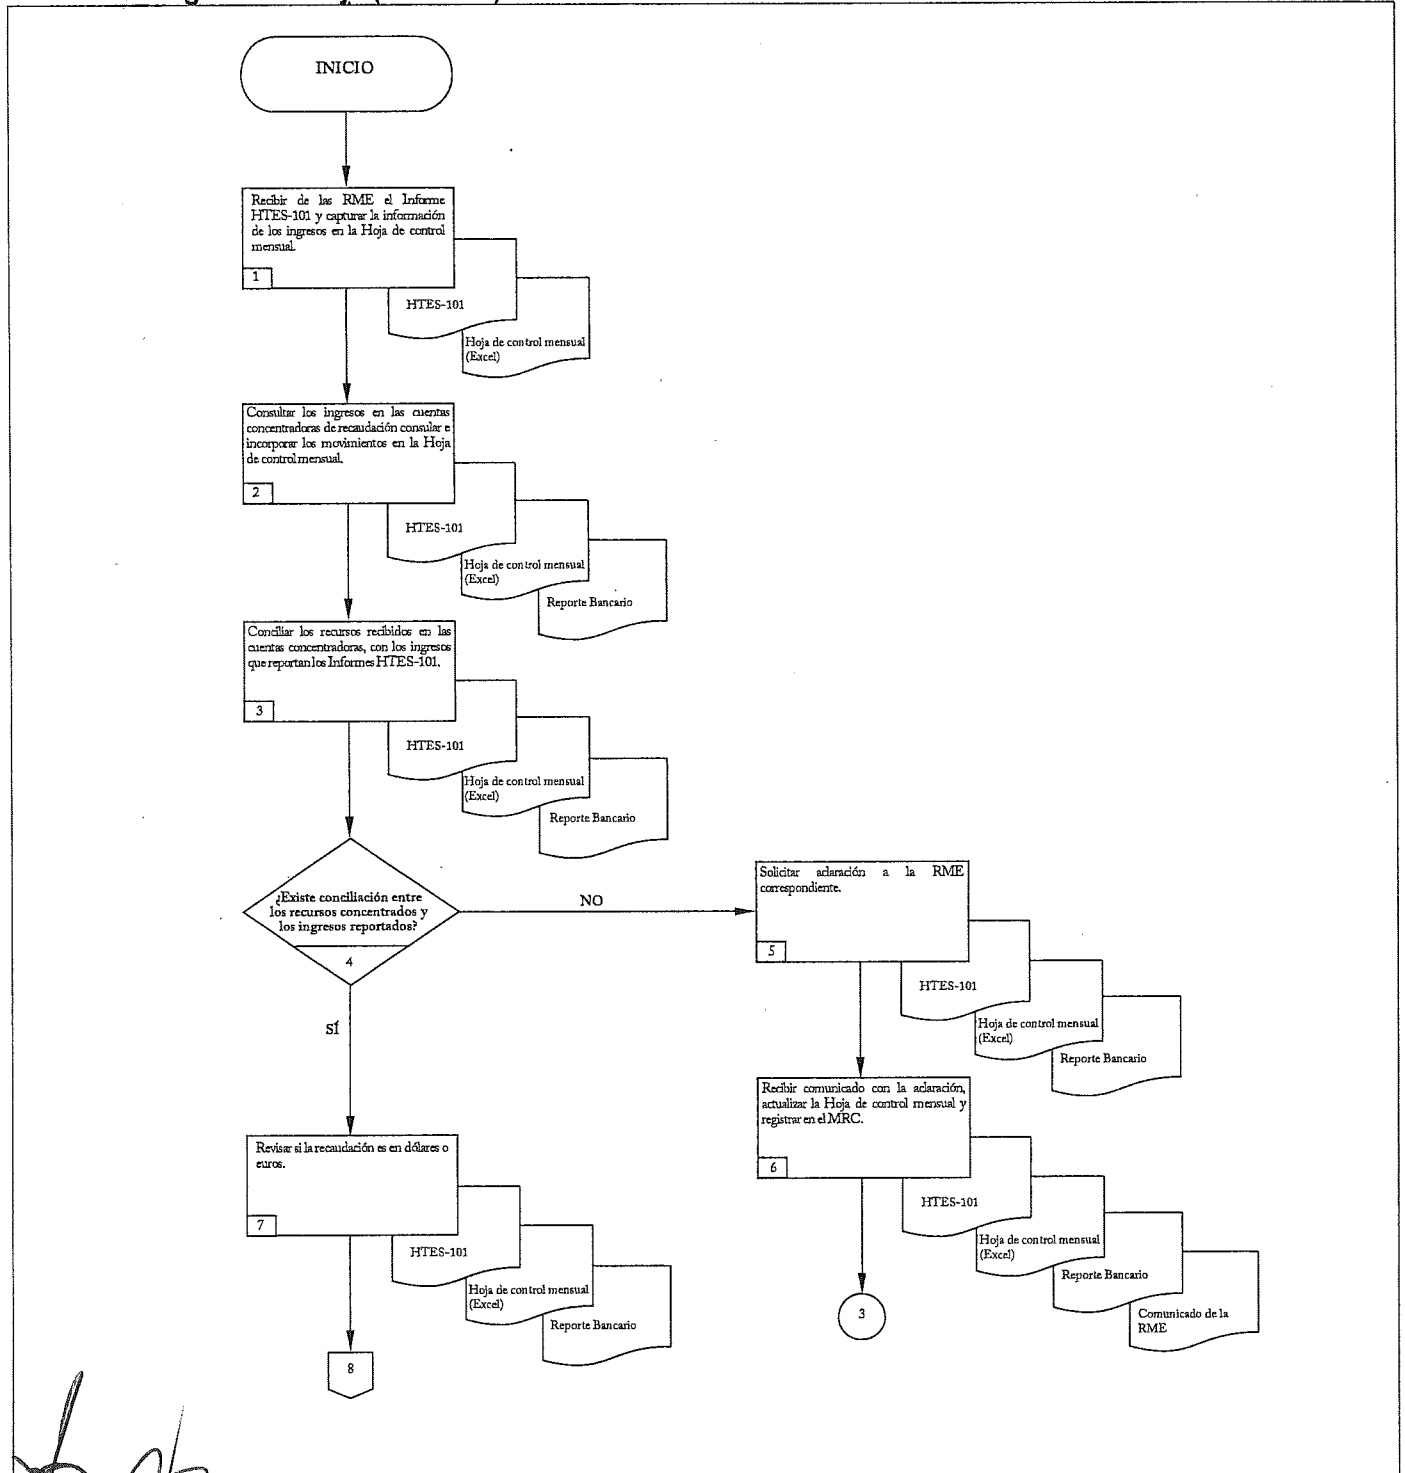 INICIO
Recibir de las RME el Informe
HTES-101 y capturar la información
de los ingresos en la Hoja de control
mensual.
1
HTES-101
Hoja de control mensual
(Excel)
Consultar los ingresos en las cuentas
concentradoras de recaudación consular e
incorporar los movimientos en la Hoja
de control mensual.
2
HTES-101
Hoja de control mensual
(Excel)
Reporte Bancario
Conciliar los recursos recibidos en las
cuentas concentradoras, con los ingresos
que reportan los Informes HTES-101.
3
HTES-101
Hoja de control mensual
(Excel)
Reporte Bancario
¿Existe conciliación entre
los recursos concentrados y
los ingresos reportados?
4
NO
SÍ
Solicitar aclaración a la RME
correspondiente.
5
HTES-101
Hoja de control mensual
(Excel)
Reporte Bancario
Recibir comunicado con la aclaración,
actualizar la Hoja de control mensual y
registrar en el MRC.
6
HTES-101
Hoja de control mensual
(Excel)
Reporte Bancario
Comunicado de la
RME
3
Revisar si la recaudación es en dólares o
euros.
7
HTES-101
Hoja de control mensual
(Excel)
Reporte Bancario
8